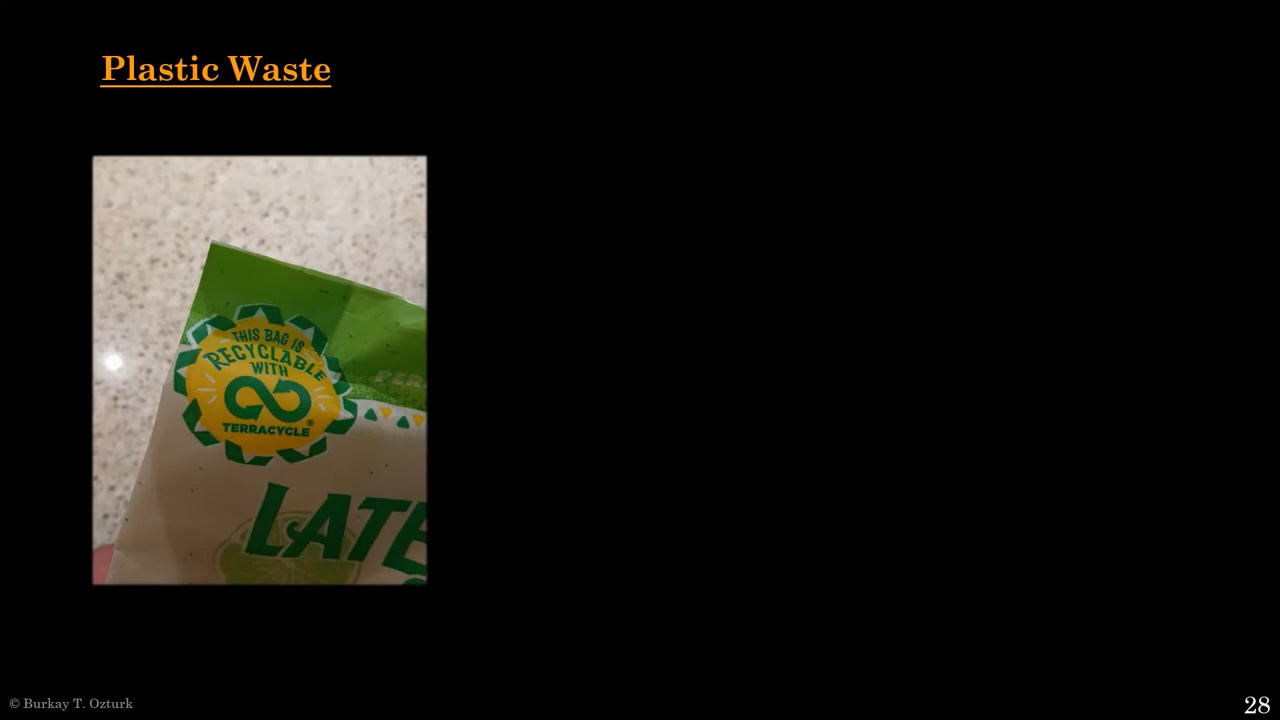 Plastic Waste
THIS BAG IS
RECYCLABLE
WITH
TERRACYCLE®
LATE
© Burkay T. Ozturk
28